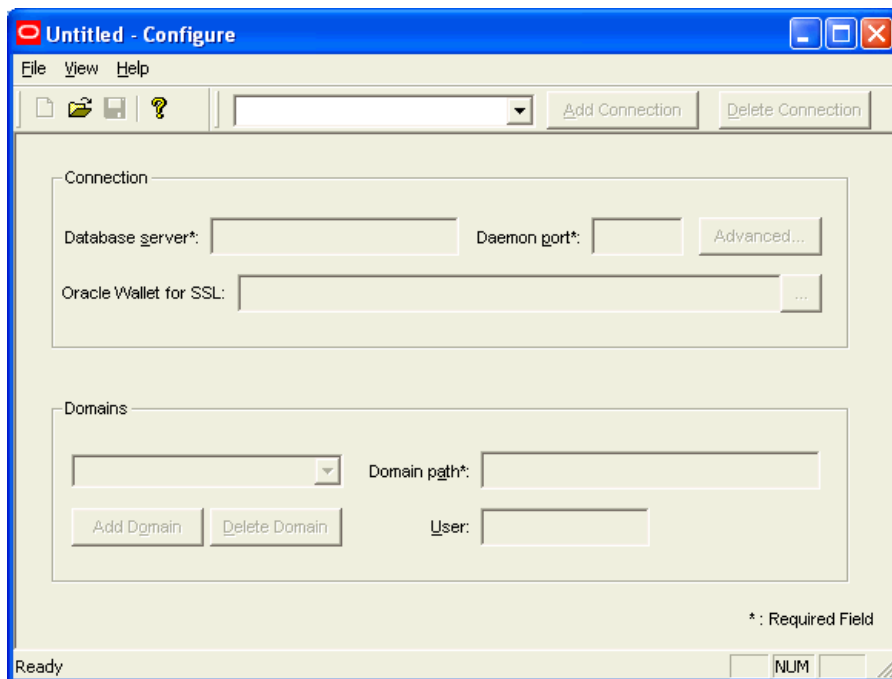 Untitled - Configure
File View Help
Add Connection Delete Connection
Connection
Database server*: Daemon port*: Advanced...
Oracle Wallet for SSL: ...
Domains
Domain path*:
Add Domain Delete Domain User:
* : Required Field
Ready NUM